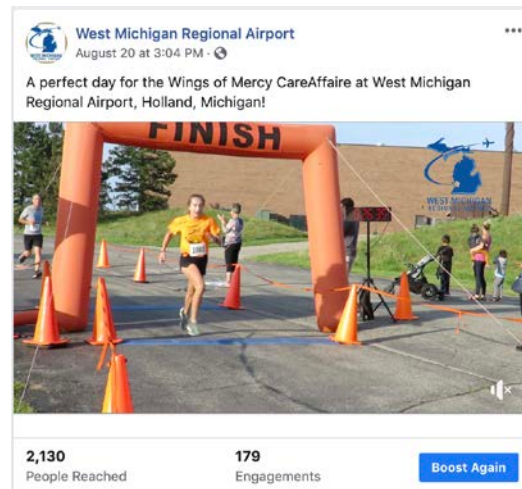 West Michigan Regional Airport
August 20 at 3:04 PM ·
A perfect day for the Wings of Mercy CareAffaire at West Michigan
Regional Airport, Holland, Michigan!
FINISH
WEST MICHIGAN
2,130
179
People Reached
Engagements
Boost Again